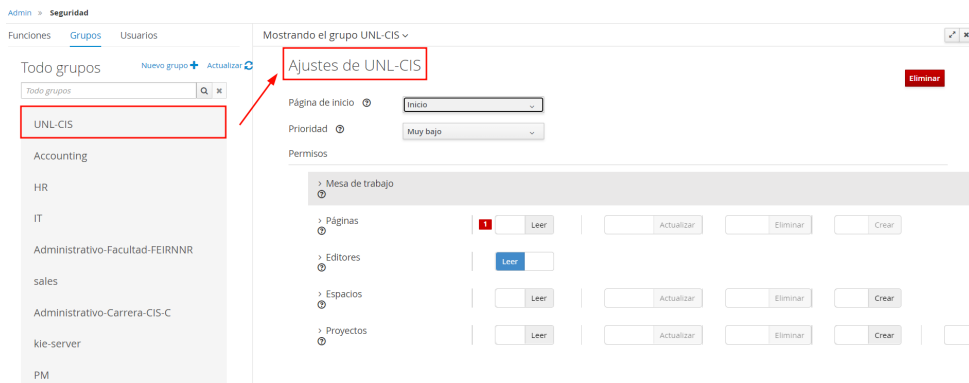 Admin » Seguridad
Funciones Grupos Usuarios
Mostrando el grupo UNL-CIS
Todo grupos
Nuevo grupo Actualizar
Todo grupos
UNL-CIS
Accounting
HR
IT
Administrativo-Facultad-FEIRNNR
sales
Administrativo-Carrera-CIS-C
kie-server
PM
Ajustes de UNL-CIS
Eliminar
Página de inicio Inicio
Prioridad Muy bajo
Permisos
Mesa de trabajo
Páginas 1 Leer Actualizar Eliminar Crear
Editores Leer
Espacios Leer Actualizar Eliminar Crear
Proyectos Leer Actualizar Eliminar Crear